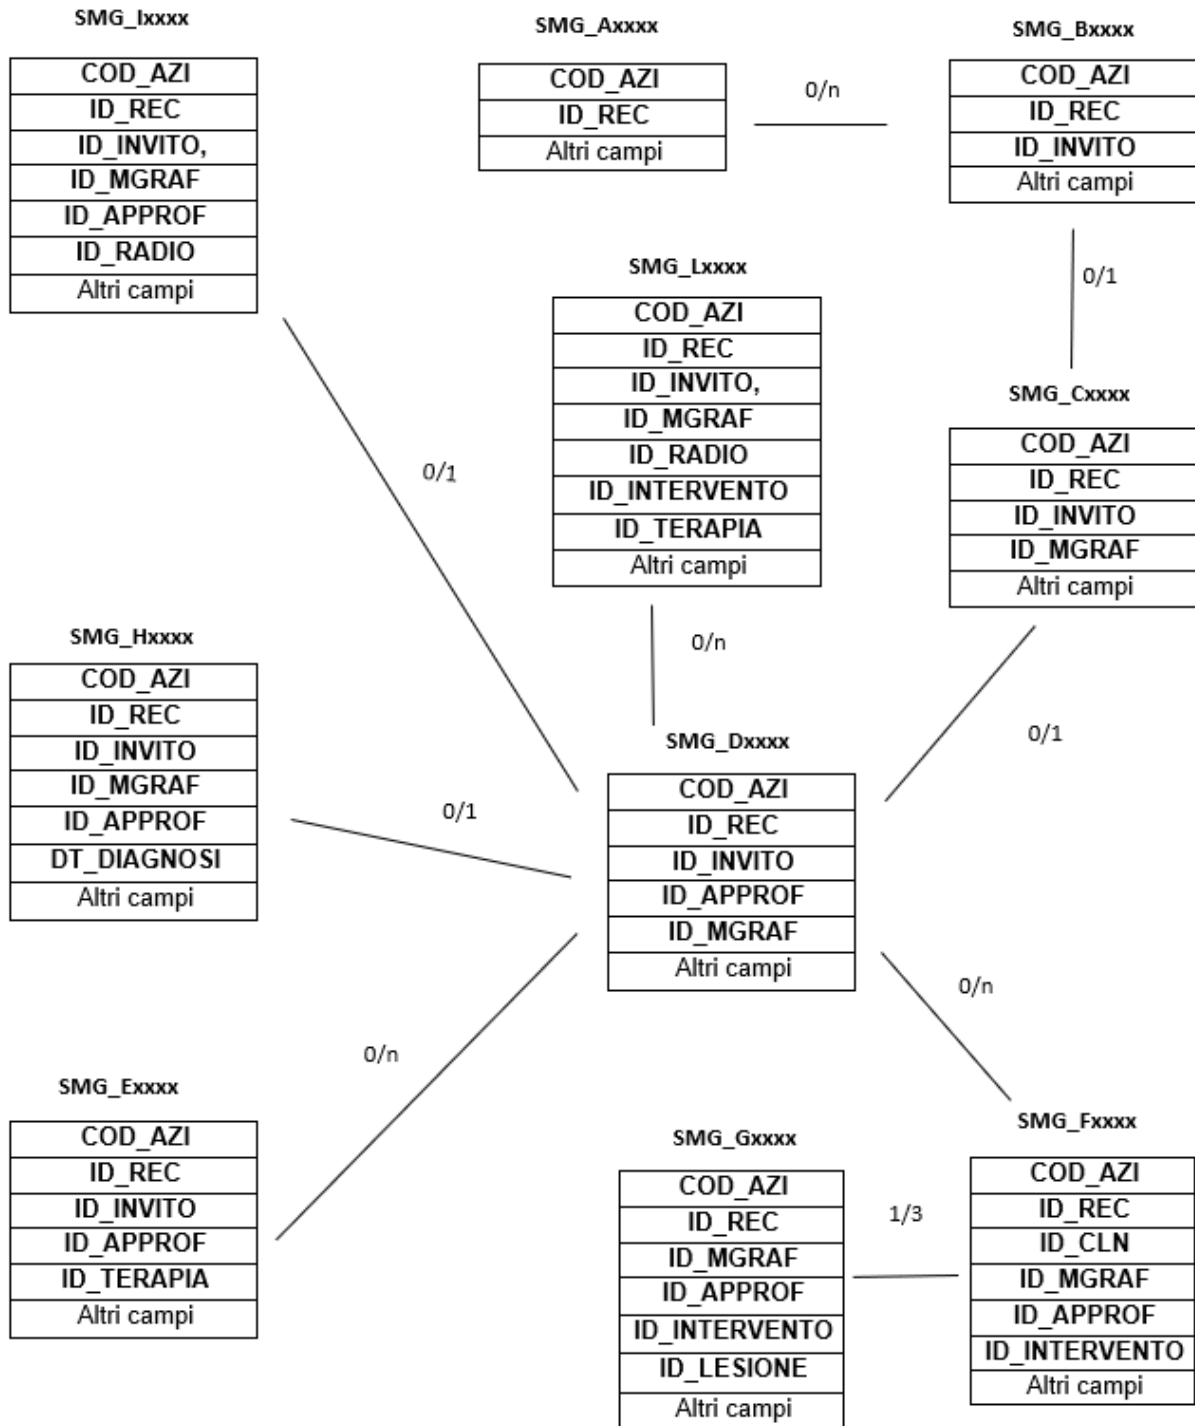 SMG_Ixxxx
COD_AZI
ID_REC
ID_INVITO,
ID_MGRAF
ID_APPROF
ID_RADIO
Altri campi
SMG_Axxxx
COD_AZI
ID_REC
Altri campi
0/n
SMG_Bxxxx
COD_AZI
ID_REC
ID_INVITO
Altri campi
0/1
SMG_Lxxxx
COD_AZI
ID_REC
ID_INVITO,
ID_MGRAF
ID_RADIO
ID_INTERVENTO
ID_TERAPIA
Altri campi
0/1
0/n
SMG_Cxxxx
COD_AZI
ID_REC
ID_INVITO
ID_MGRAF
Altri campi
0/1
SMG_Hxxxx
COD_AZI
ID_REC
ID_INVITO
ID_MGRAF
ID_APPROF
DT_DIAGNOSI
Altri campi
0/1
SMG_Dxxxx
COD_AZI
ID_REC
ID_INVITO
ID_APPROF
ID_MGRAF
Altri campi
0/n
0/n
SMG_Exxxx
COD_AZI
ID_REC
ID_INVITO
ID_APPROF
ID_TERAPIA
Altri campi
SMG_Gxxxx
COD_AZI
ID_REC
ID_MGRAF
ID_APPROF
ID_INTERVENTO
ID_LESIONE
Altri campi
1/3
SMG_Fxxxx
COD_AZI
ID_REC
ID_CLN
ID_MGRAF
ID_APPROF
ID_INTERVENTO
Altri campi